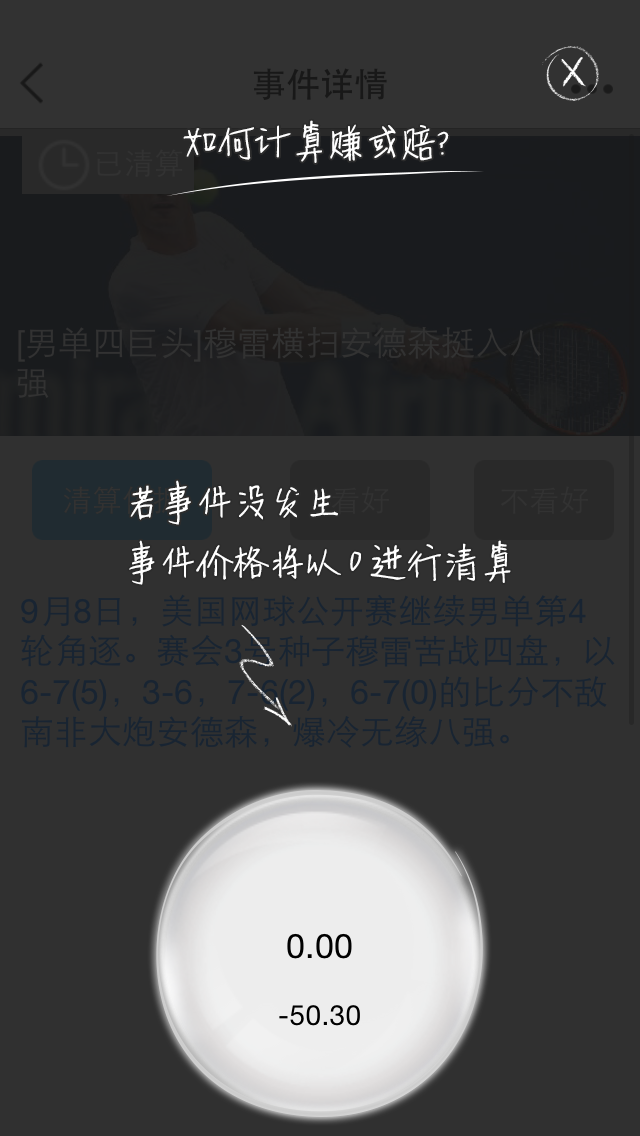 事件详情
X
如何计算赚或赔?
已清算
[男单四巨头]穆雷横扫安德森挺入八
强
若事件没发生
看好
不看好
事件价格将以0进行清算
9月8日，美国网球公开赛继续男单第4
轮角逐。赛会3号种子穆雷苦战四盘，以
6-7(5)，3-6，7-6(2)，6-7(0)的比分不敌
南非大炮安德森，爆冷无缘八强。
0.00
-50.30